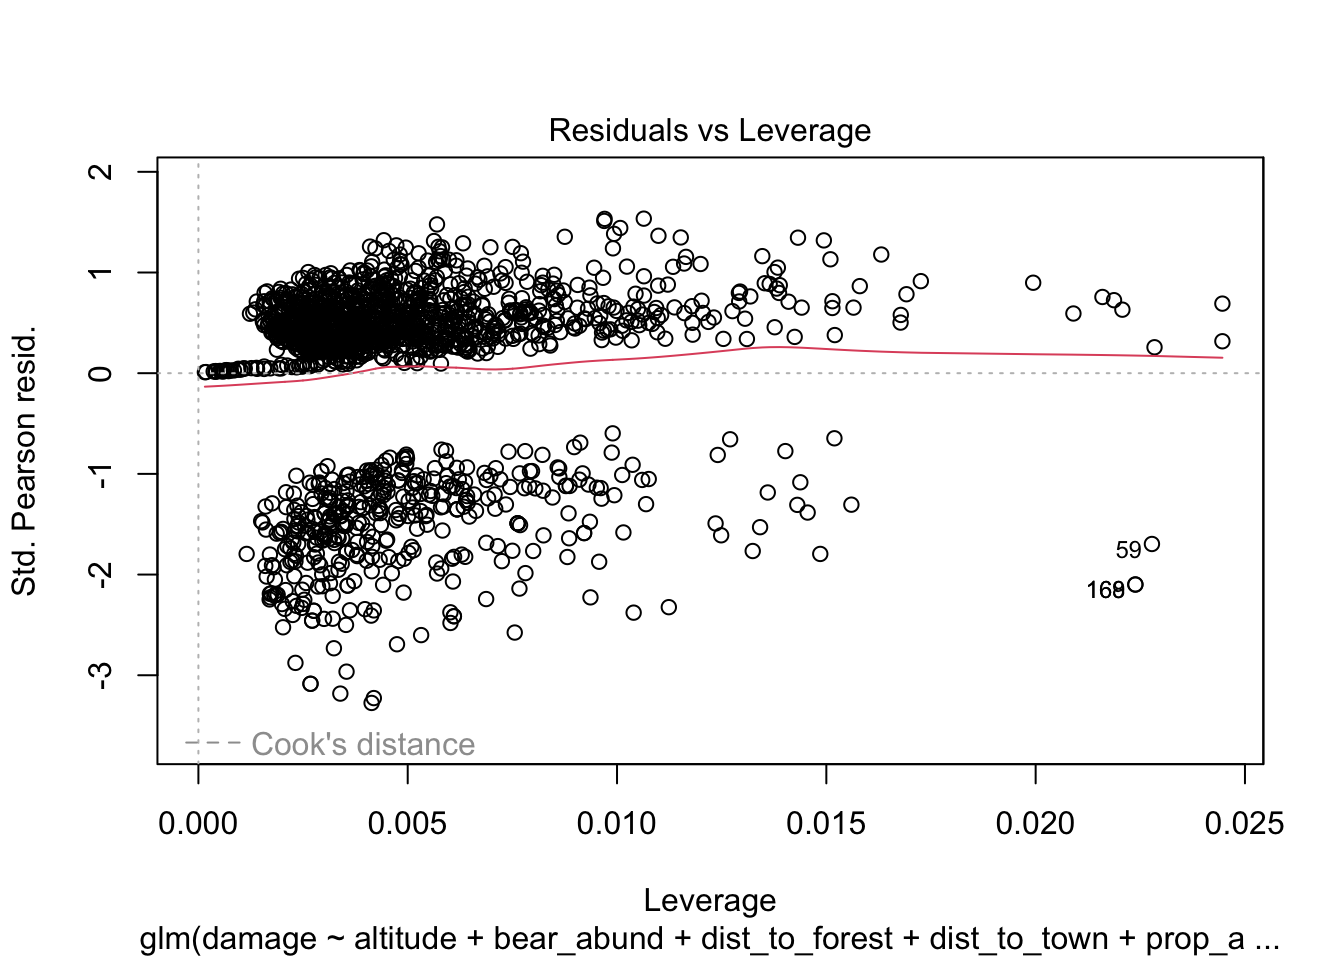 Residuals vs Leverage
Std. Pearson resid.
2
1
0
-1
-2
-3
59
Cook's distance
0.000 0.005 0.010 0.015 0.020 0.025
Leverage
glm(damage ~ altitude + bear_abund + dist_to_forest + dist_to_town + prop_a ...